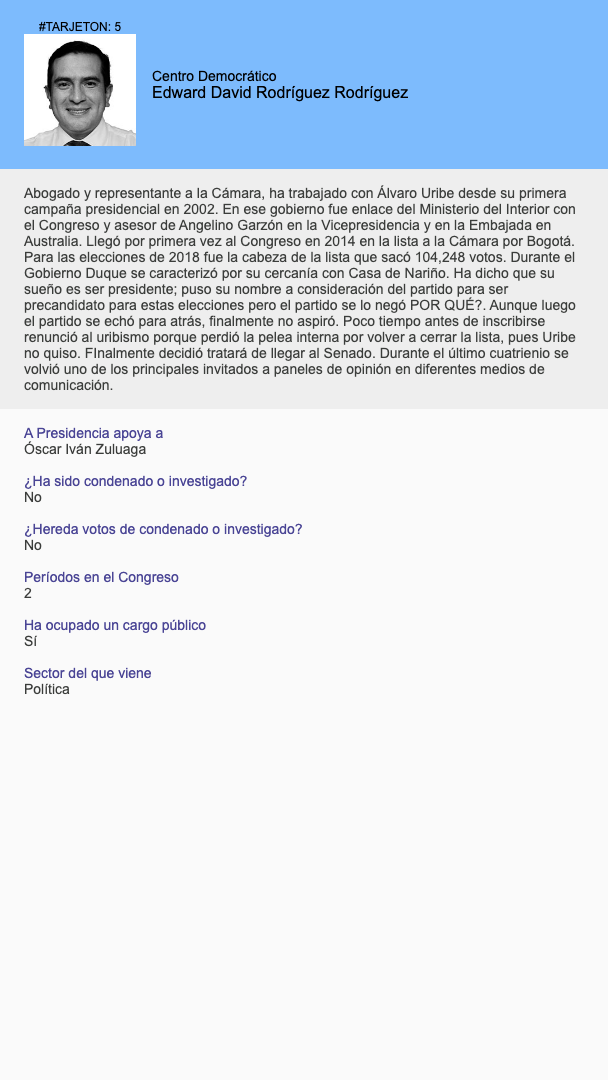 #TARJETON: 5
Centro Democrático
Edward David Rodríguez Rodríguez
Abogado y representante a la Cámara, ha trabajado con Álvaro Uribe desde su primera
campaña presidencial en 2002. En ese gobierno fue enlace del Ministerio del Interior con
el Congreso y asesor de Angelino Garzón en la Vicepresidencia y en la Embajada en
Australia. Llegó por primera vez al Congreso en 2014 en la lista a la Cámara por Bogotá.
Para las elecciones de 2018 fue la cabeza de la lista que sacó 104,248 votos. Durante el
Gobierno Duque se caracterizó por su cercanía con Casa de Nariño. Ha dicho que su
sueño es ser presidente; puso su nombre a consideración del partido para ser
precandidato para estas elecciones pero el partido se lo negó POR QUÉ?. Aunque luego
el partido se echó para atrás, finalmente no aspiró. Poco tiempo antes de inscribirse
renunció al uribismo porque perdió la pelea interna por volver a cerrar la lista, pues Uribe
no quiso. FInalmente decidió tratará de llegar al Senado. Durante el último cuatrienio se
volvió uno de los principales invitados a paneles de opinión en diferentes medios de
comunicación.
A Presidencia apoya a
Óscar Iván Zuluaga
¿Ha sido condenado o investigado?
No
¿Hereda votos de condenado o investigado?
No
Períodos en el Congreso
2
Ha ocupado un cargo público
Sí
Sector del que viene
Política